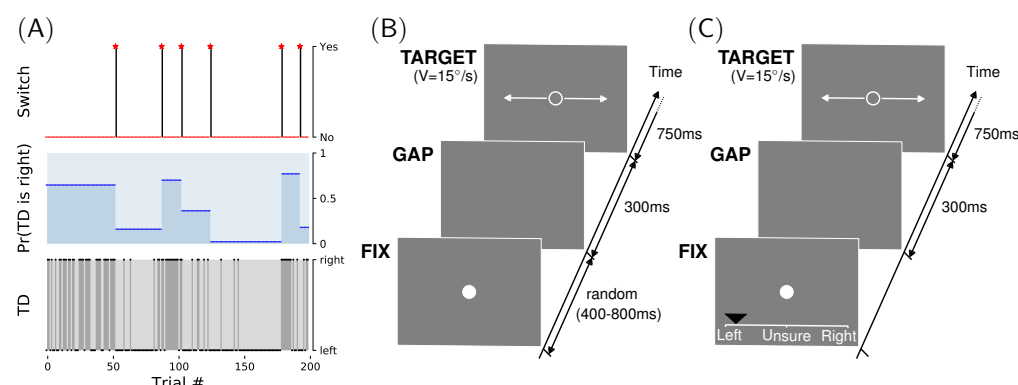 (A)
Switch
Yes
No
Pr(TD is right)
1
0.5
0
TD
right
left
0 50 100 150 200
Trial #
(B)
TARGET
(V=15°/s)
Time
750ms
GAP
300ms
FIX
random
(400-800ms)
(C)
TARGET
(V=15°/s)
Time
750ms
GAP
300ms
FIX
Left Unsure Right